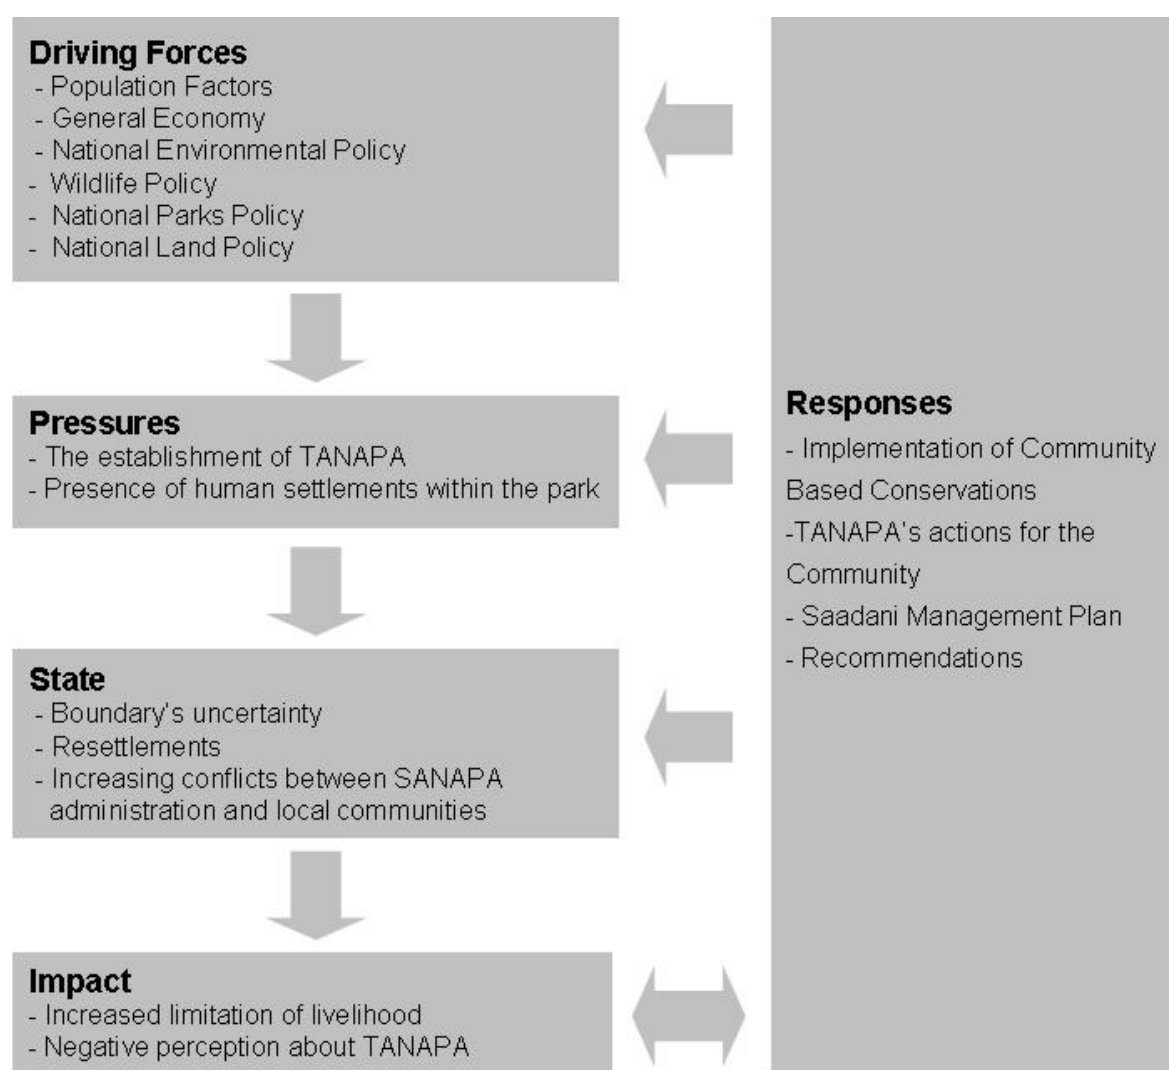 Driving Forces
- Population Factors
- General Economy
- National Environmental Policy
- Wildlife Policy
- National Parks Policy
- National Land Policy
Pressures
- The establishment of TANAPA
- Presence of human settlements within the park
State
- Boundary's uncertainty
- Resettlements
- Increasing conflicts between SANAPA
administration and local communities
Impact
- Increased limitation of livelihood
- Negative perception about TANAPA
Responses
- Implementation of Community
Based Conservations
-TANAPA's actions for the
Community
- Saadani Management Plan
- Recommendations